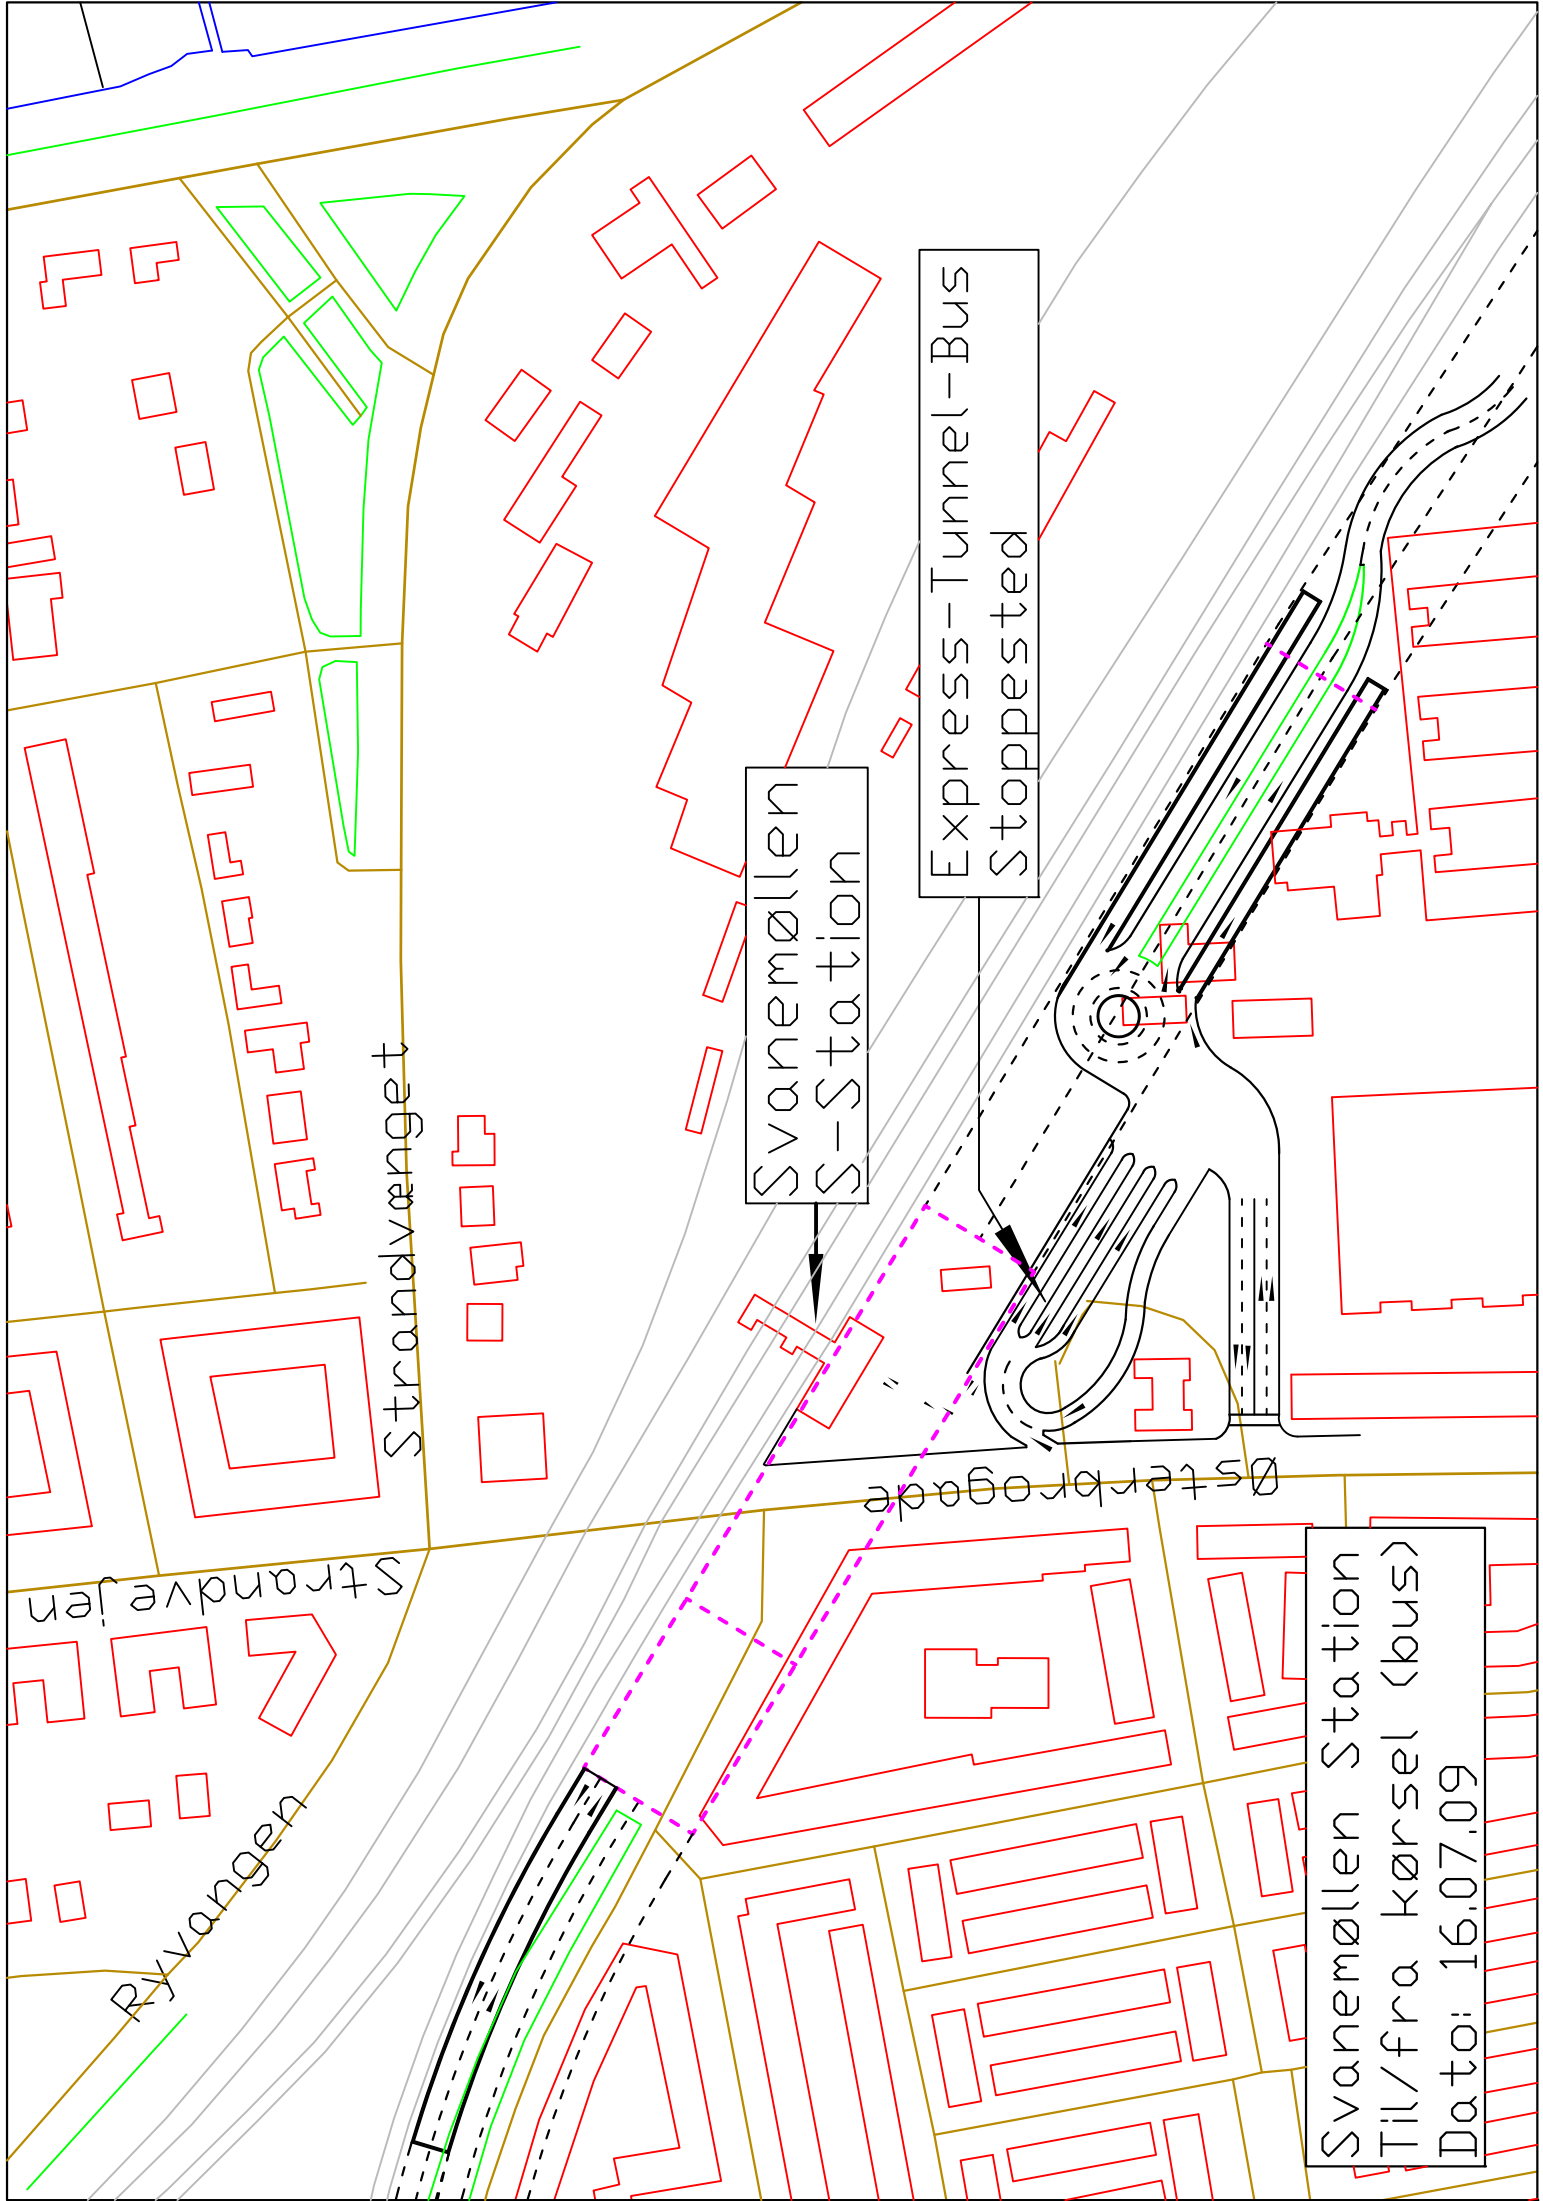 Svanemøllen
S-Station
Express-Tunnel-Bus
Stoppested
Strandvænget
Strandvejen
Østerbrogade
Ryvangen
Svanemøllen Station
Til/fra kørsel (bus)
Dato: 16.07.09